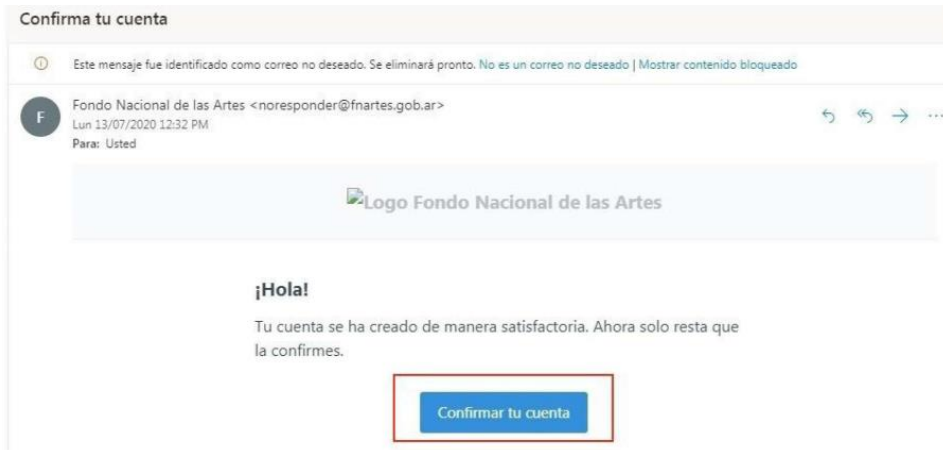 Confirma tu cuenta
Este mensaje fue identificado como correo no deseado. Se eliminará pronto. No es un correo no deseado | Mostrar contenido bloqueado
F
Fondo Nacional de las Artes <noresponder@fnartes.gob.ar>
Lun 13/07/2020 12:32 PM
Para: Usted
Logo Fondo Nacional de las Artes
¡Hola!
Tu cuenta se ha creado de manera satisfactoria. Ahora solo resta que
la confirmes.
Confirmar tu cuenta